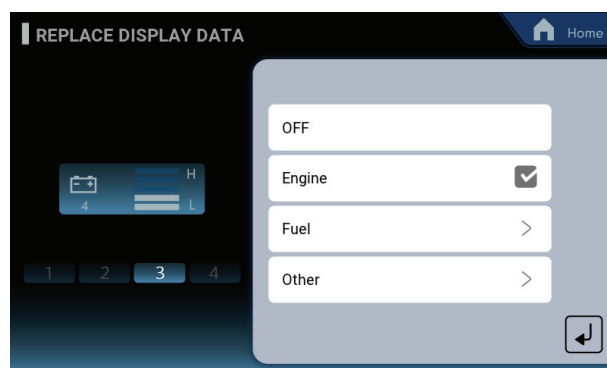 REPLACE DISPLAY DATA
Home
H
4
L
1 2 3 4
OFF
Engine
Fuel
Other